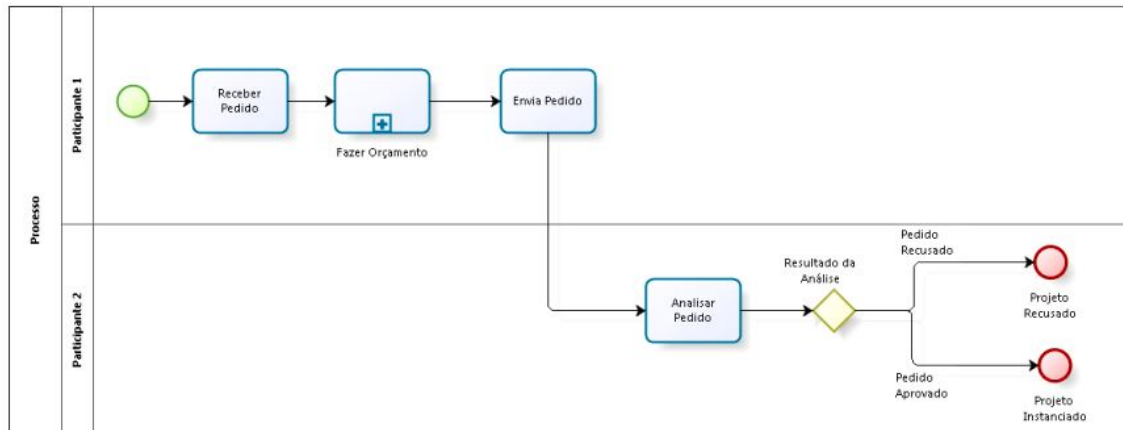 Processo
Participante 1
Receber
Pedido
Fazer Orçamento
Envia Pedido
Participante 2
Analisar
Pedido
Resultado da
Análise
Pedido
Recusado
Projeto
Recusado
Pedido
Aprovado
Projeto
Instanciado